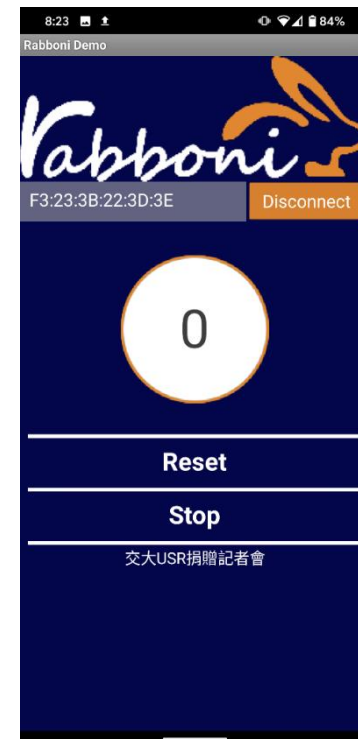 8:23 84%
Rabboni Demo
rabboni
F3:23:3B:22:3D:3E Disconnect
0
Reset
Stop
交大USR捐贈記者會